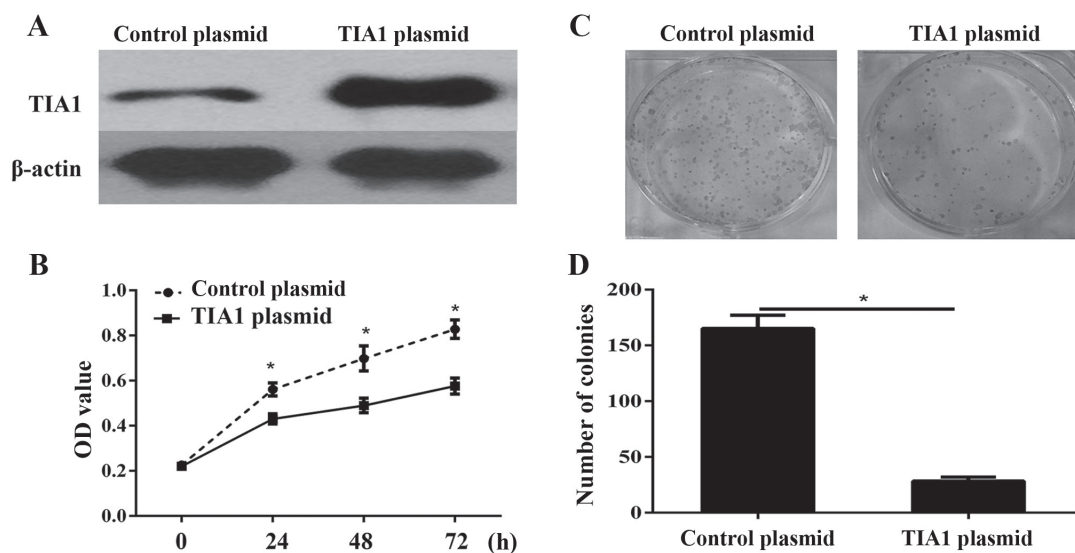 A
Control plasmid TIA1 plasmid
TIA1
β-actin
B
1.0
0.8
0.6
0.4
0.2
0.0
OD value
Control plasmid
TIA1 plasmid
*
*
*
0 24 48 72 (h)
C
Control plasmid TIA1 plasmid
D
200
150
100
50
0
Number of colonies
*
Control plasmid TIA1 plasmid